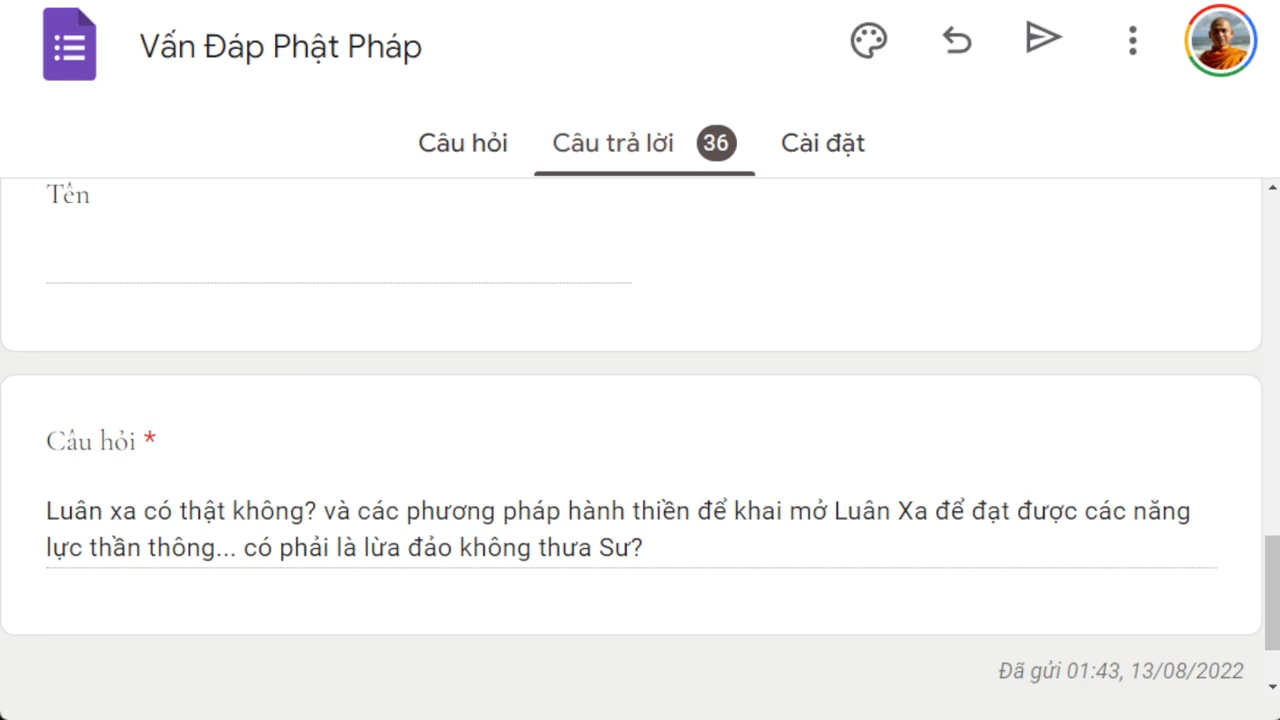 Vấn Đáp Phật Pháp
Câu hỏi
Câu trả lời 36
Cài đặt
Tên
Câu hỏi *
Luân xa có thật không? và các phương pháp hành thiền để khai mở Luân Xa để đạt được các năng
lực thần thông... có phải là lừa đảo không thưa Sư?
Đã gửi 01:43, 13/08/2022